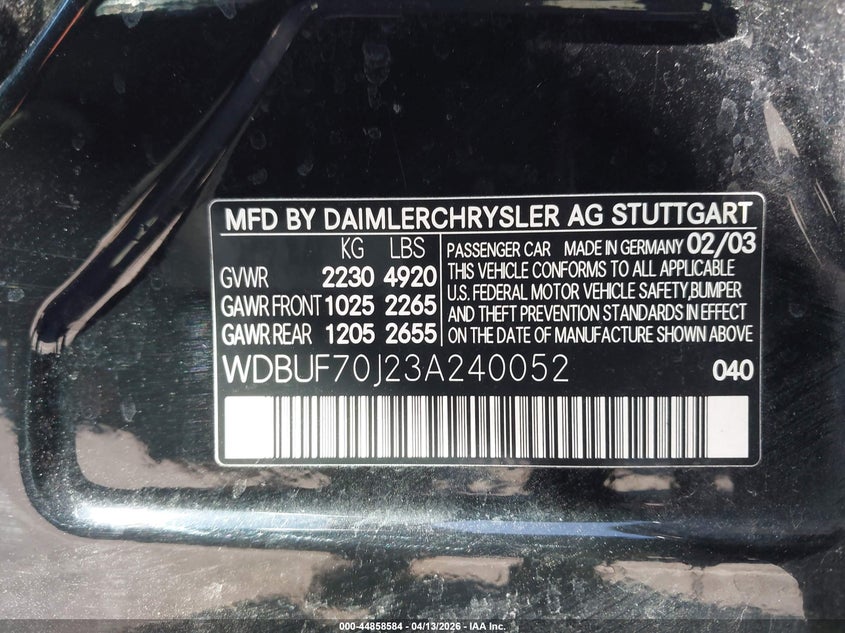 MFD BY DAIMLERCHRYSLER AG STUTTGART
KG LBS
GVWR 2230 4920
GAWR FRONT 1025 2265
GAWR REAR 1205 2655
PASSENGER CAR MADE IN GERMANY 02/03
THIS VEHICLE CONFORMS TO ALL APPLICABLE
U.S. FEDERAL MOTOR VEHICLE SAFETY,BUMPER
AND THEFT PREVENTION STANDARDS IN EFFECT
ON THE DATE OF MANUFACTURE SHOWN ABOVE
WDBUF70J23A240052 040
000-44858584 - 04/13/2026 - IAA Inc.